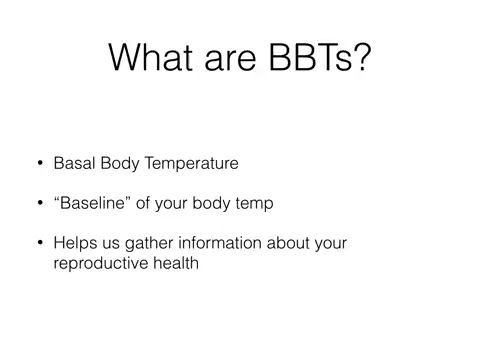 What are BBTs?
• Basal Body Temperature
• “Baseline” of your body temp
• Helps us gather information about your
reproductive health